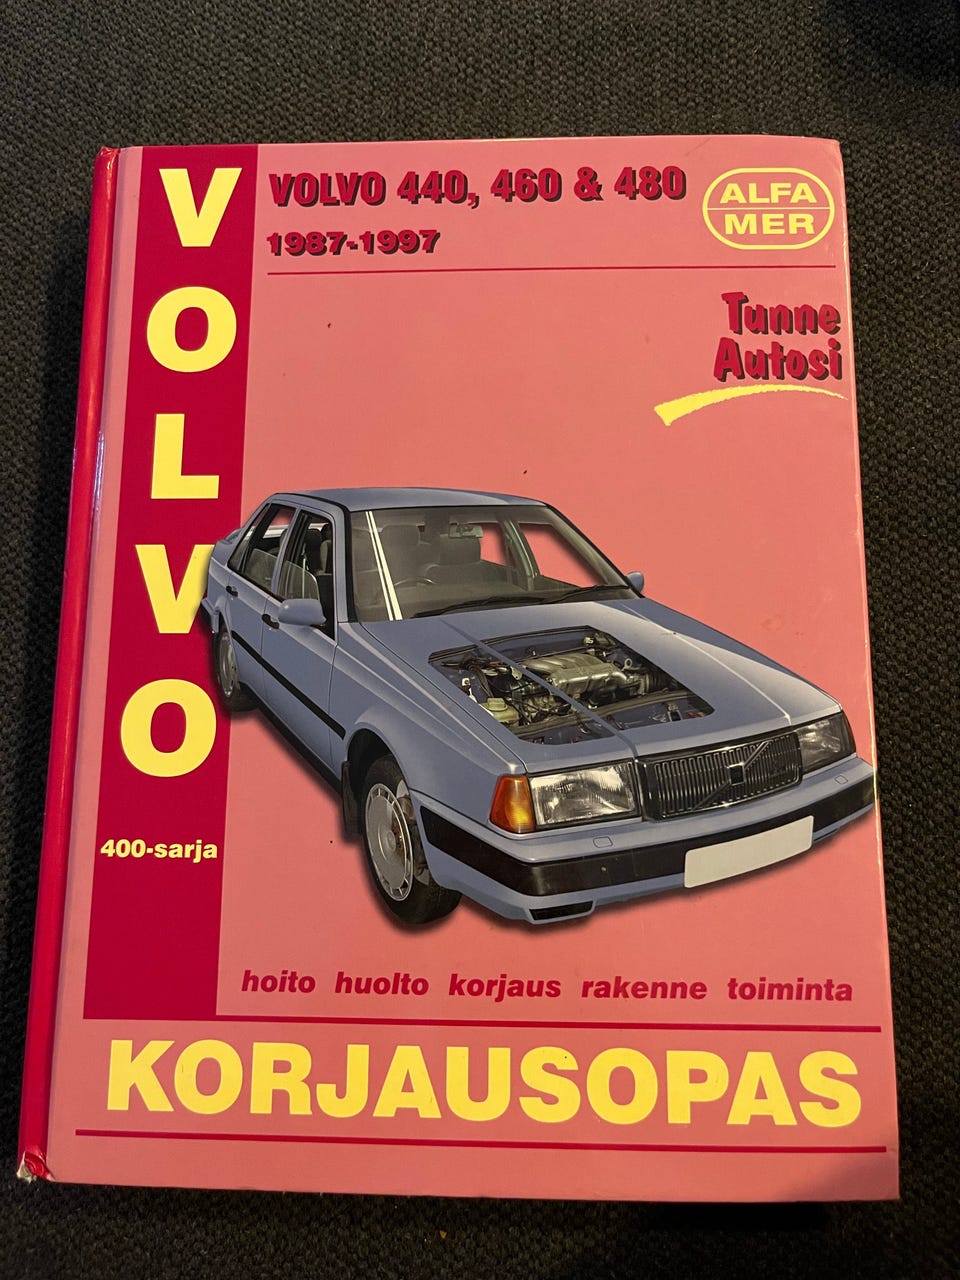 VOLVO
VOLVO 440, 460 & 480
1987-1997
ALFA
MER
Tunne
Autosi
400-sarja
hoito huolto korjaus rakenne toiminta
KORJAUSOPAS